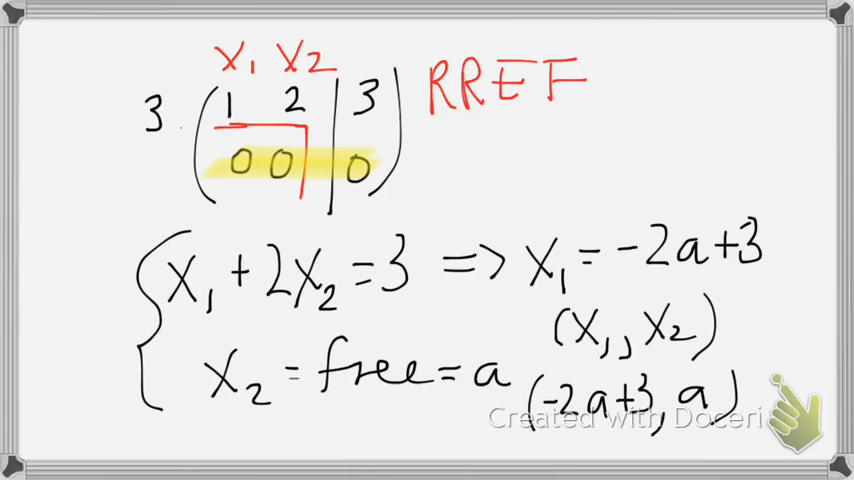 x₁ x₂
3. ( 1 2 | 3 ) RREF
( 0 0 | 0 )
x₁ + 2x₂ = 3 => x₁ = -2a+3
(x₁, x₂)
x₂ = free = a
(-2a+3, a)
Created with Doceri